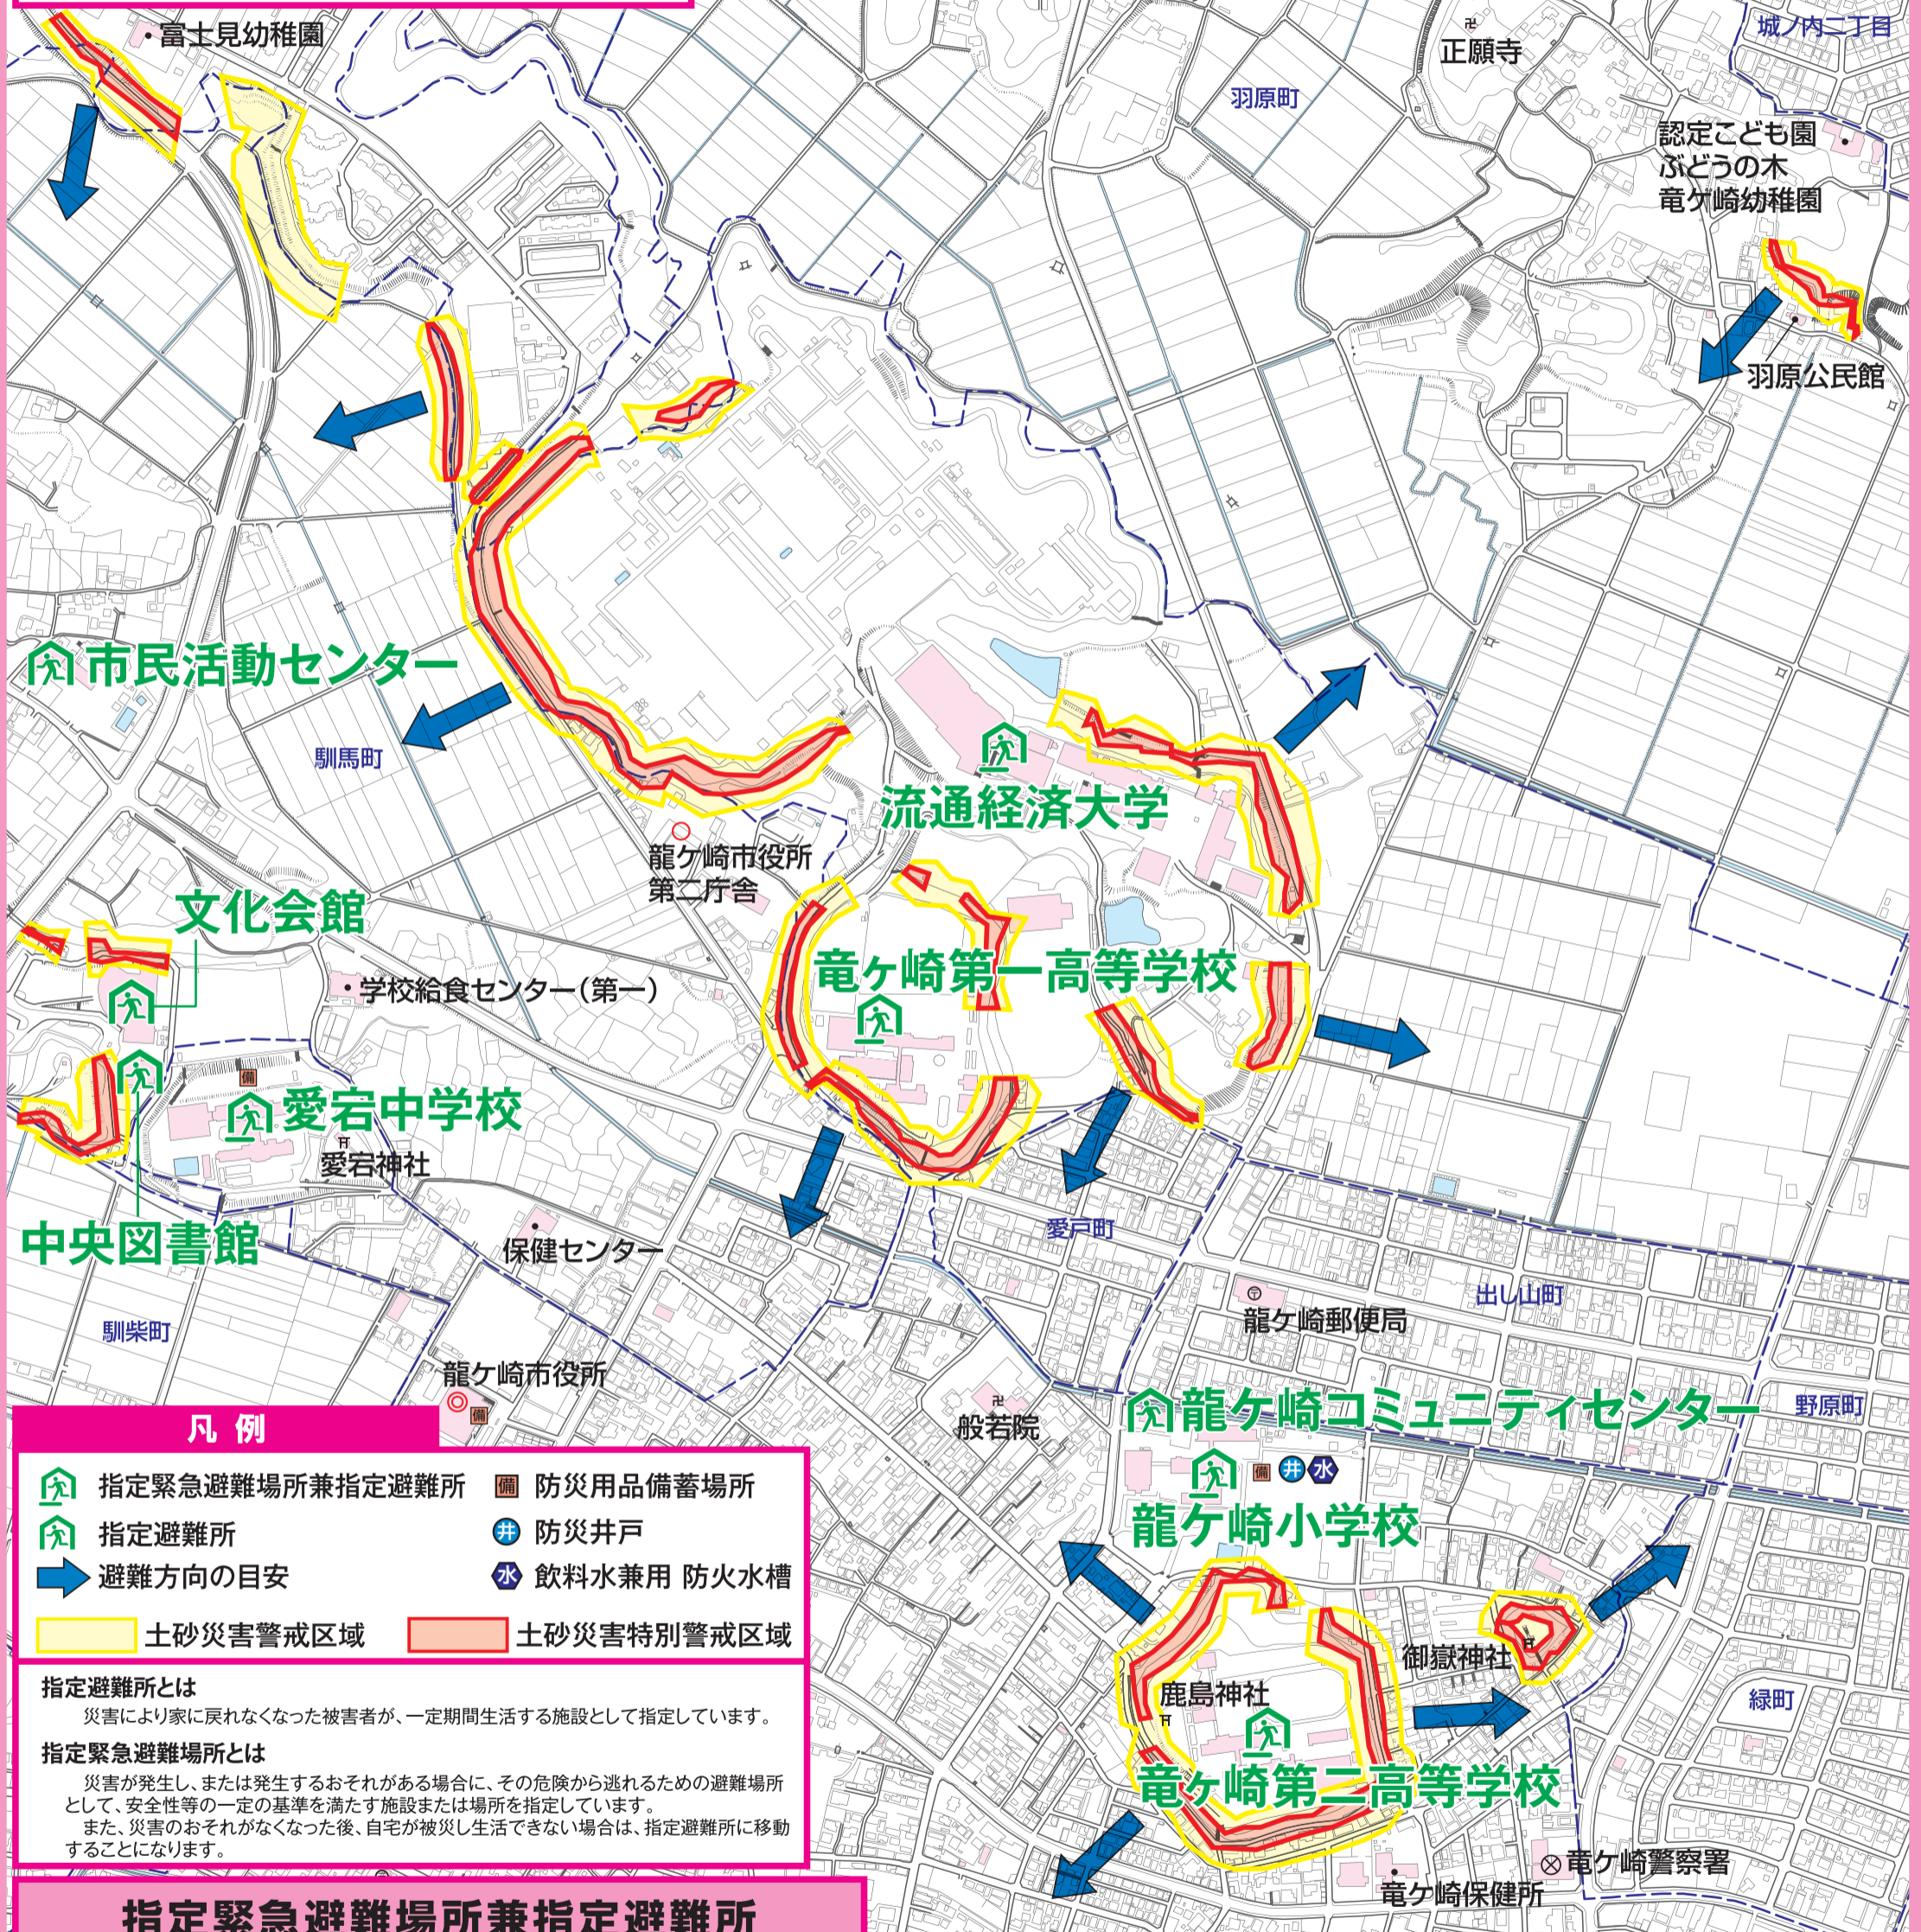 富士見幼稚園
正願寺
城ノ内二丁目
羽原町
認定こども園
ぶどうの木
竜ケ崎幼稚園
羽原公民館
市民活動センター
馴馬町
流通経済大学
龍ケ崎市役所
第二庁舎
文化会館
竜ヶ崎第一高等学校
学校給食センター(第一)
備
愛宕中学校
愛宕神社
中央図書館
保健センター
愛戸町
出し山町
龍ケ崎郵便局
馴柴町
龍ケ崎市役所
備
般若院
龍ケ崎コミュニティセンター
野原町
備 井 水
龍ケ崎小学校
御嶽神社
鹿島神社
緑町
竜ヶ崎第二高等学校
竜ケ崎警察署
竜ケ崎保健所
凡 例
指定緊急避難場所兼指定避難所 備 防災用品備蓄場所
指定避難所 井 防災井戸
避難方向の目安 水 飲料水兼用 防火水槽
土砂災害警戒区域 土砂災害特別警戒区域
指定避難所とは
災害により家に戻れなくなった被害者が、一定期間生活する施設として指定しています。
指定緊急避難場所とは
災害が発生し、または発生するおそれがある場合に、その危険から逃れるための避難場所
として、安全性等の一定の基準を満たす施設または場所を指定しています。
また、災害のおそれがなくなった後、自宅が被災し生活できない場合は、指定避難所に移動
することになります。
指定緊急避難場所兼指定避難所